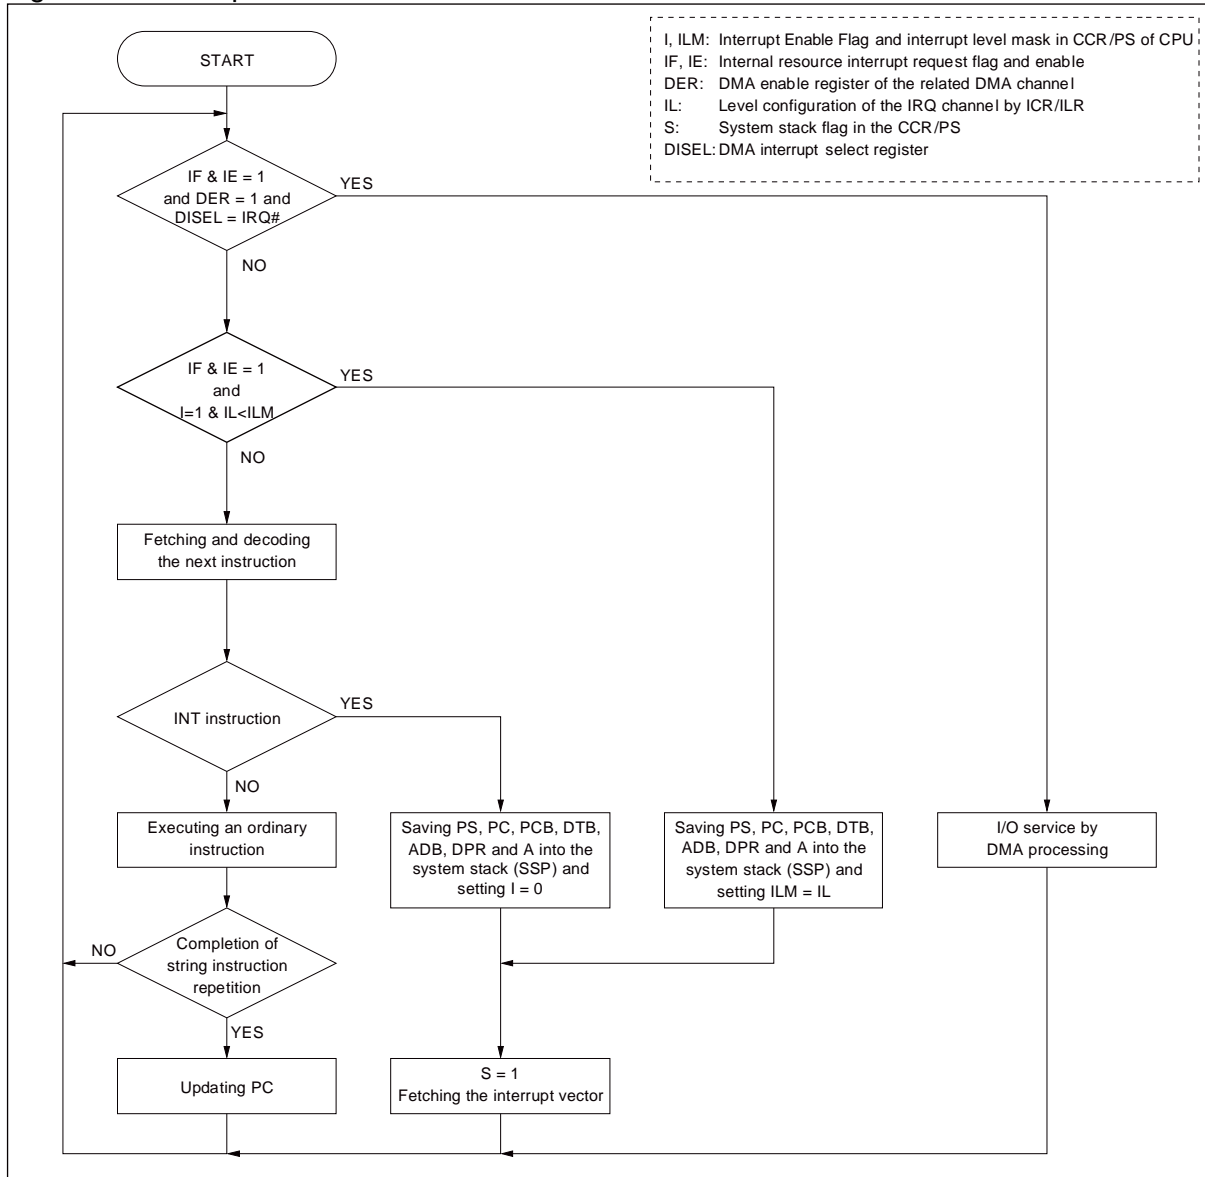 START
I, ILM: Interrupt Enable Flag and interrupt level mask in CCR/PS of CPU
IF, IE: Internal resource interrupt request flag and enable
DER: DMA enable register of the related DMA channel
IL: Level configuration of the IRQ channel by ICR/ILR
S: System stack flag in the CCR/PS
DISEL: DMA interrupt select register
IF & IE = 1
and DER = 1 and
DISEL = IRQ#
YES
NO
IF & IE = 1
and
I=1 & IL<ILM
YES
NO
Fetching and decoding
the next instruction
INT instruction
YES
NO
Executing an ordinary
instruction
Saving PS, PC, PCB, DTB,
ADB, DPR and A into the
system stack (SSP) and
setting I = 0
Saving PS, PC, PCB, DTB,
ADB, DPR and A into the
system stack (SSP) and
setting ILM = IL
I/O service by
DMA processing
Completion of
string instruction
repetition
NO
YES
Updating PC
S = 1
Fetching the interrupt vector